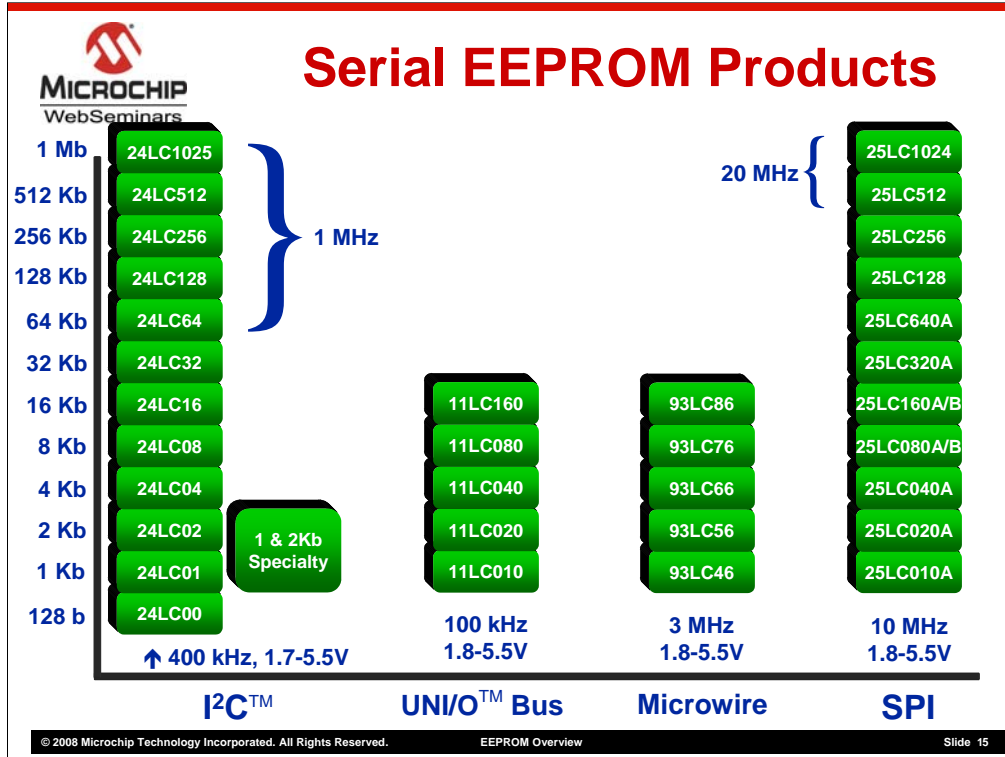 MICROCHIP
WebSeminars
Serial EEPROM Products
1 Mb
512 Kb
256 Kb
128 Kb
64 Kb
32 Kb
16 Kb
8 Kb
4 Kb
2 Kb
1 Kb
128 b
24LC1025
24LC512
24LC256
24LC128
24LC64
24LC32
24LC16
24LC08
24LC04
24LC02
24LC01
24LC00
1 MHz
1 & 2Kb
Specialty
↑ 400 kHz, 1.7-5.5V
I²C™
11LC160
11LC080
11LC040
11LC020
11LC010
100 kHz
1.8-5.5V
UNI/O™ Bus
93LC86
93LC76
93LC66
93LC56
93LC46
3 MHz
1.8-5.5V
Microwire
20 MHz
25LC1024
25LC512
25LC256
25LC128
25LC640A
25LC320A
25LC160A/B
25LC080A/B
25LC040A
25LC020A
25LC010A
10 MHz
1.8-5.5V
SPI
© 2008 Microchip Technology Incorporated. All Rights Reserved. EEPROM Overview Slide 15